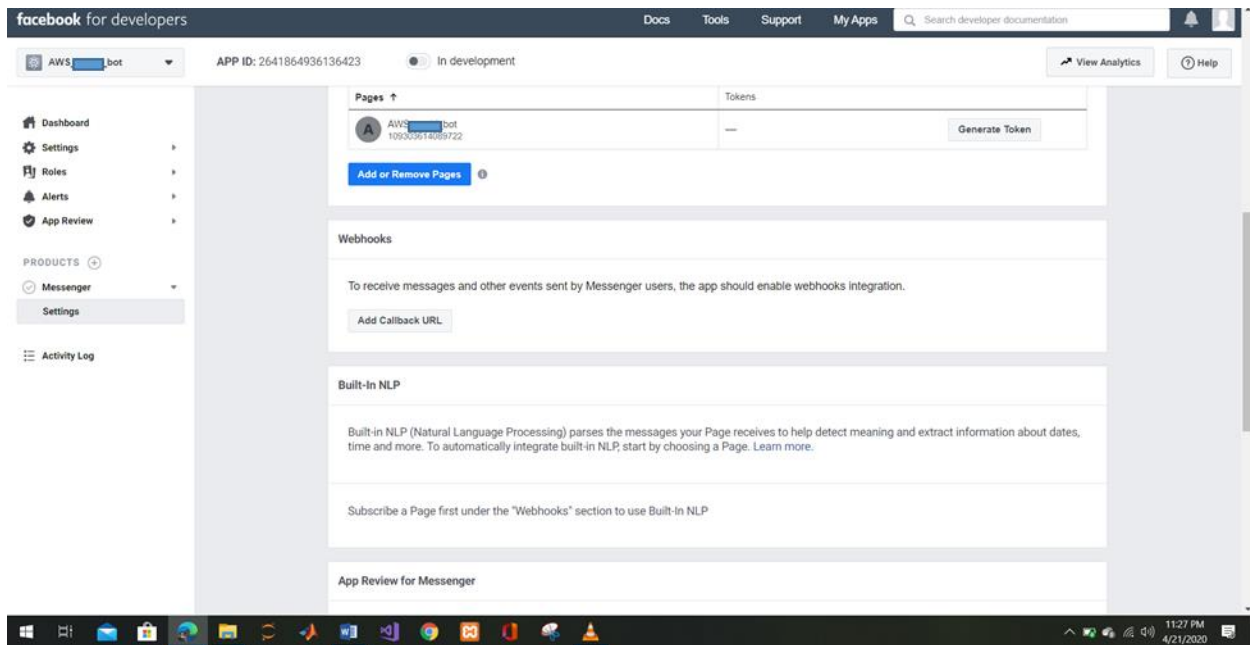 facebook for developers
Docs Tools Support My Apps Search developer documentation
AWS bot
APP ID: 2641864936136423
In development
View Analytics
Help
Dashboard
Settings
Roles
Alerts
App Review
PRODUCTS
Messenger
Settings
Activity Log
Pages ↑ Tokens
A
AWS bot
109303614089722
— Generate Token
Add or Remove Pages
Webhooks
To receive messages and other events sent by Messenger users, the app should enable webhooks integration.
Add Callback URL
Built-In NLP
Built-in NLP (Natural Language Processing) parses the messages your Page receives to help detect meaning and extract information about dates,
time and more. To automatically integrate built-in NLP, start by choosing a Page. Learn more.
Subscribe a Page first under the "Webhooks" section to use Built-In NLP
App Review for Messenger
11:27 PM
4/21/2020